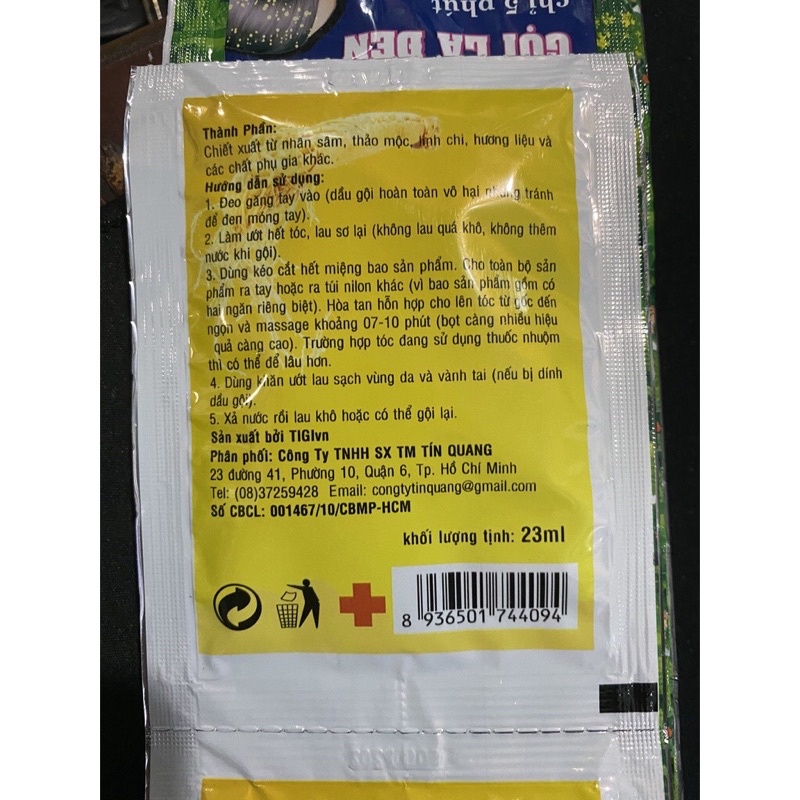 chỉ 5 phút
GỘI LÀ ĐEN
Thành Phần:
Chiết xuất từ nhân sâm, thảo mộc, linh chi, hương liệu và
các chất phụ gia khác.
Hướng dẫn sử dụng:
1. Đeo găng tay vào (dầu gội hoàn toàn vô hại nhưng tránh
để đen móng tay).
2. Làm ướt hết tóc, lau sơ lại (không lau quá khô, không thêm
nước khi gội).
3. Dùng kéo cắt hết miệng bao sản phẩm. Cho toàn bộ sản
phẩm ra tay hoặc ra túi nilon khác (vì bao sản phẩm gồm có
hai ngăn riêng biệt). Hòa tan hỗn hợp cho lên tóc từ gốc đến
ngọn và massage khoảng 07-10 phút (bọt càng nhiều hiệu
quả càng cao). Trường hợp tóc đang sử dụng thuốc nhuộm
thì có thể để lâu hơn.
4. Dùng khăn ướt lau sạch vùng da và vành tai (nếu bị dính
dầu gội).
5. Xả nước rồi lau khô hoặc có thể gội lại.
Sản xuất bởi TIGIvn
Phân phối: Công Ty TNHH SX TM TÍN QUANG
23 đường 41, Phường 10, Quận 6, Tp. Hồ Chí Minh
Tel: (08)37259428 Email: congtytinquang@gmail.com
Số CBCL: 001467/10/CBMP-HCM
khối lượng tịnh: 23ml
8 936501 744094